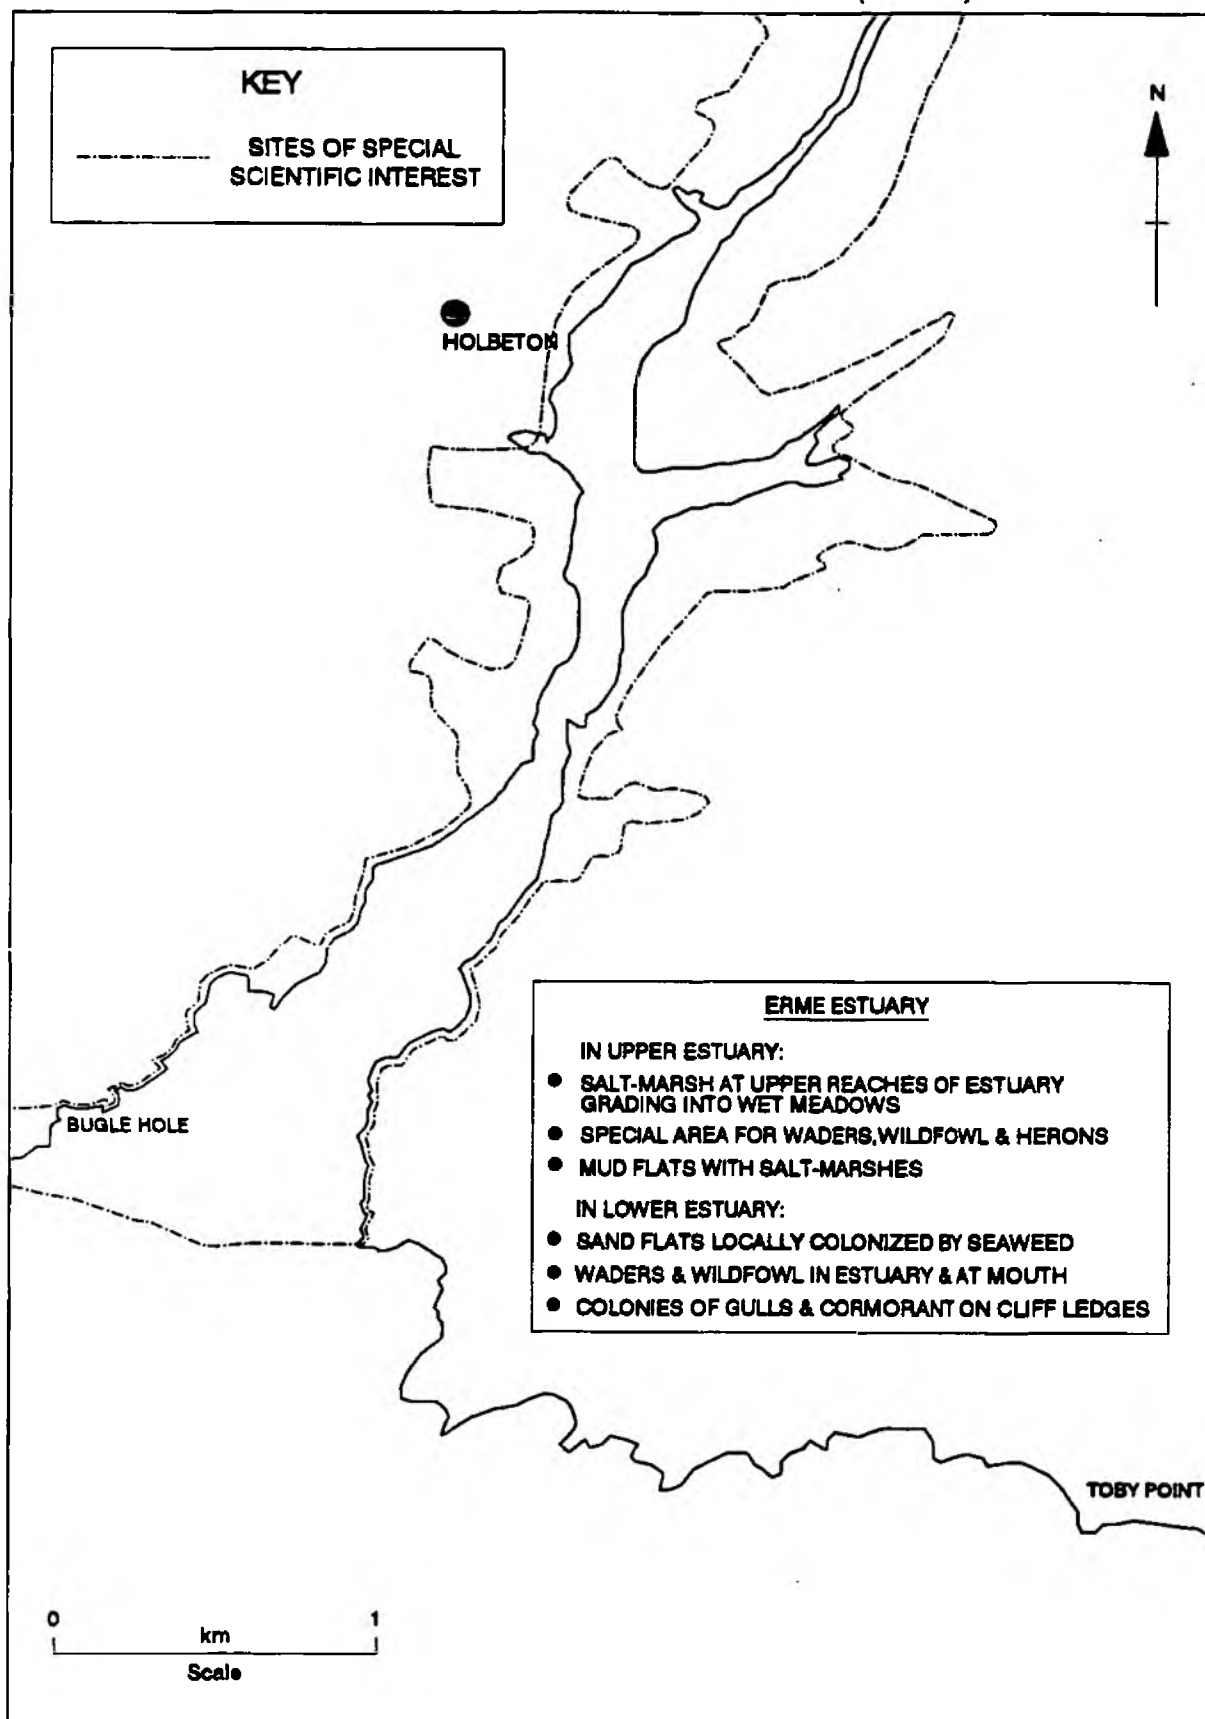 KEY
SITES OF SPECIAL
SCIENTIFIC INTEREST
N
HOLBETON
BUGLE HOLE
ERME ESTUARY
IN UPPER ESTUARY:
● SALT-MARSH AT UPPER REACHES OF ESTUARY
GRADING INTO WET MEADOWS
● SPECIAL AREA FOR WADERS, WILDFOWL & HERONS
● MUD FLATS WITH SALT-MARSHES
IN LOWER ESTUARY:
● SAND FLATS LOCALLY COLONIZED BY SEAWEED
● WADERS & WILDFOWL IN ESTUARY & AT MOUTH
● COLONIES OF GULLS & CORMORANT ON CLIFF LEDGES
TOBY POINT
0 1
km
Scale